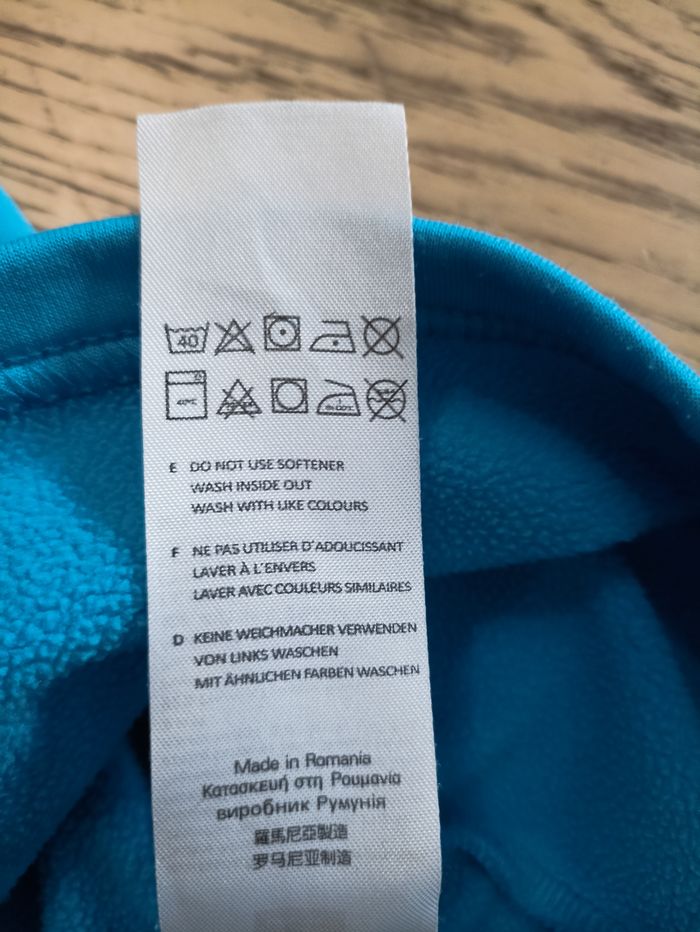 40
40°C
E DO NOT USE SOFTENER
WASH INSIDE OUT
WASH WITH LIKE COLOURS
F NE PAS UTILISER D'ADOUCISSANT
LAVER À L'ENVERS
LAVER AVEC COULEURS SIMILAIRES
D KEINE WEICHMACHER VERWENDEN
VON LINKS WASCHEN
MIT ÄHNLICHEN FARBEN WASCHEN
Made in Romania
Κατασκευή στη Ρουμανία
виробник Румунія
羅馬尼亞製造
罗马尼亚制造